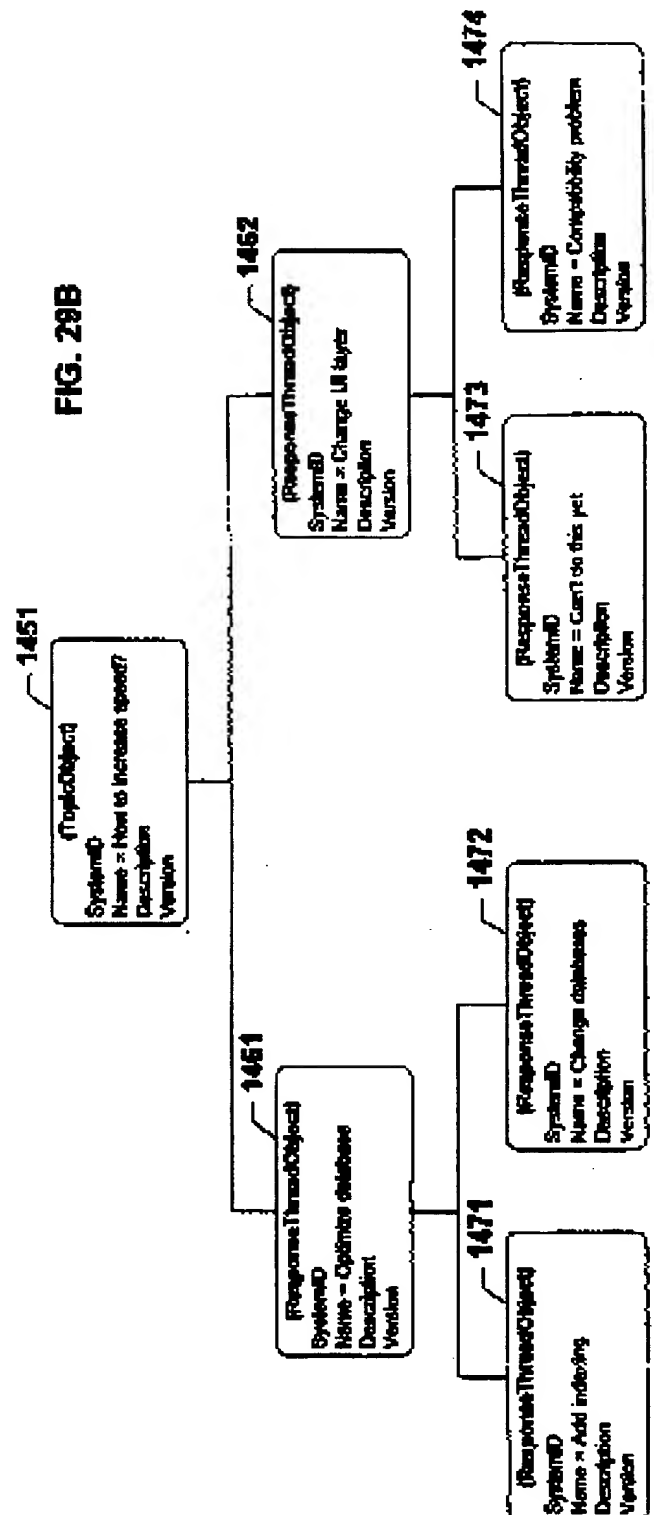 FIG. 29B
1451
{TopicObject}
SystemID
Name = How to increase speed?
Description
Version
1461
{ResponseThreadObject}
SystemID
Name = Optimize database
Description
Version
1462
{ResponseThreadObject}
SystemID
Name = Change UI layer
Description
Version
1471
{ResponseThreadObject}
SystemID
Name = Add indexing
Description
Version
1472
{ResponseThreadObject}
SystemID
Name = Change databases
Description
Version
1473
{ResponseThreadObject}
SystemID
Name = Can't do this yet
Description
Version
1474
{ResponseThreadObject}
SystemID
Name = Compatibility problem
Description
Version